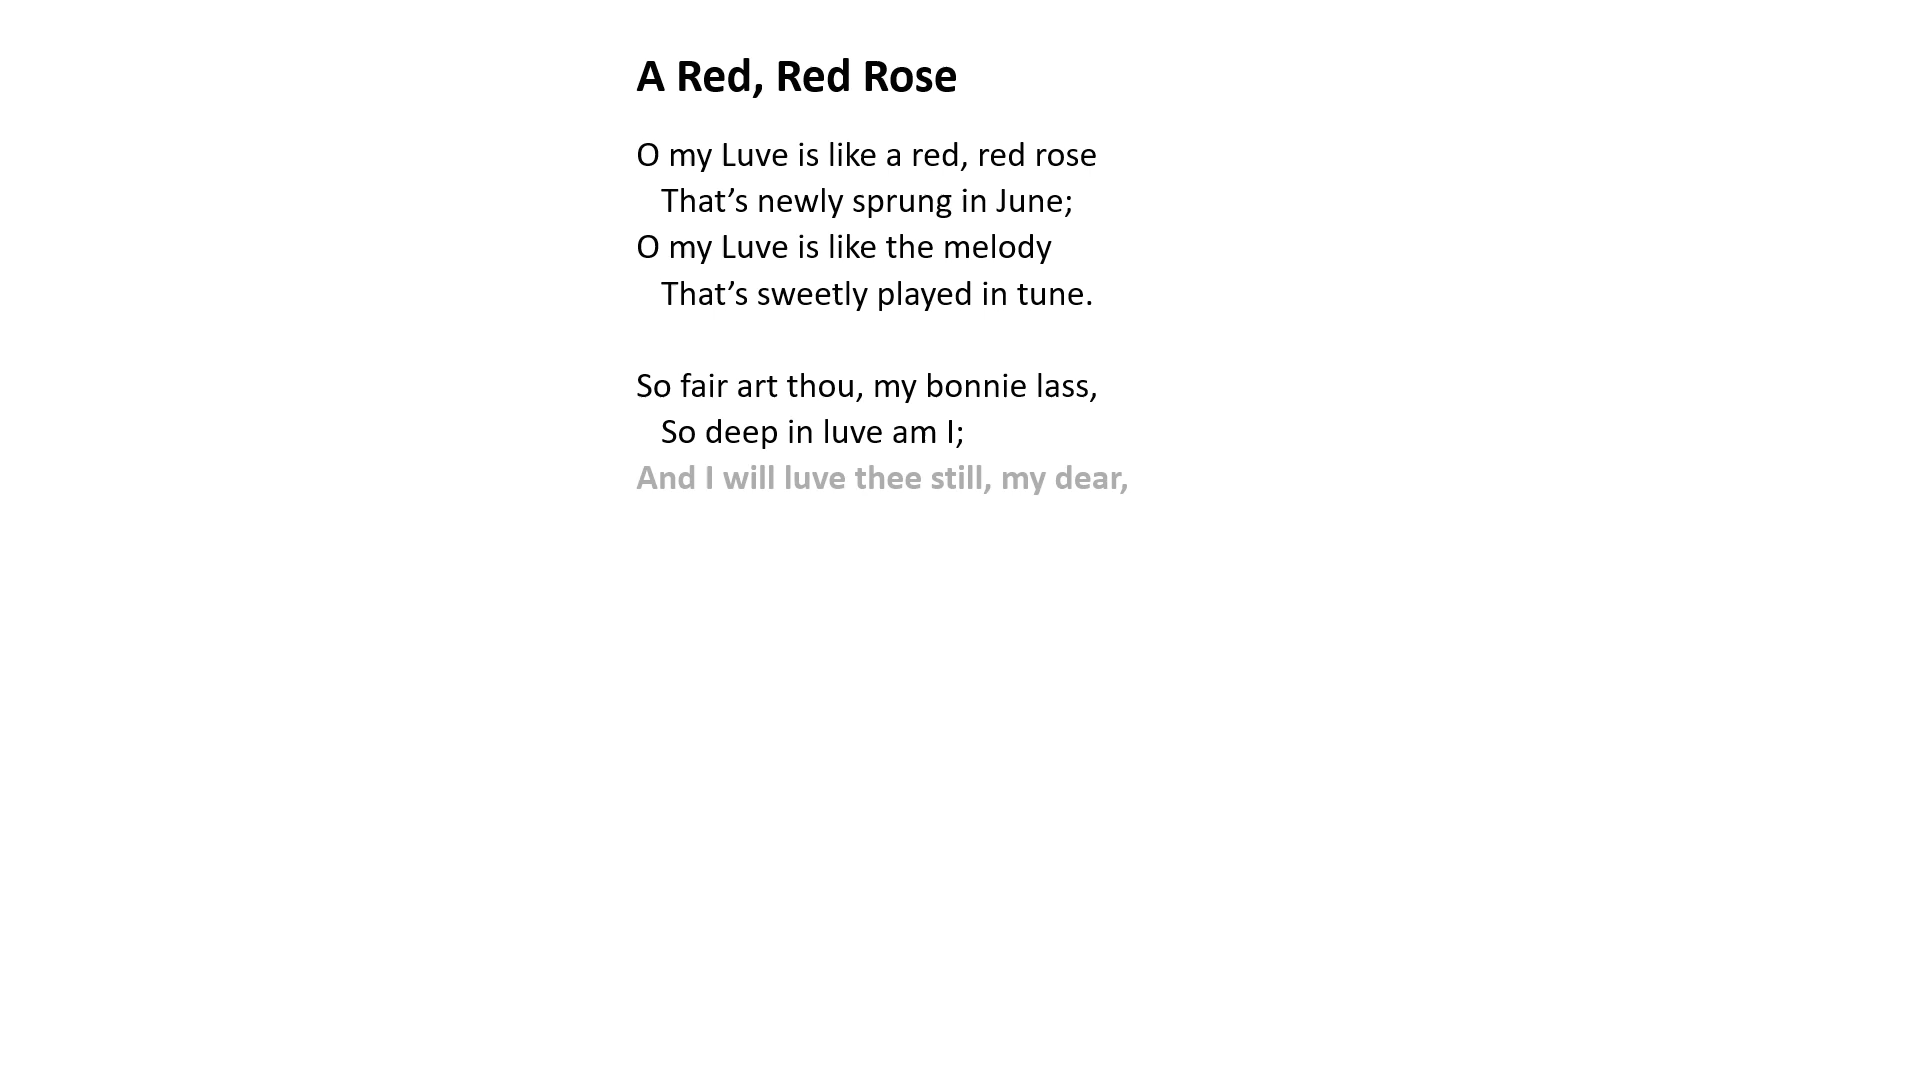 A Red, Red Rose
O my Luve is like a red, red rose
That’s newly sprung in June;
O my Luve is like the melody
That’s sweetly played in tune.
So fair art thou, my bonnie lass,
So deep in luve am I;
And I will luve thee still, my dear,